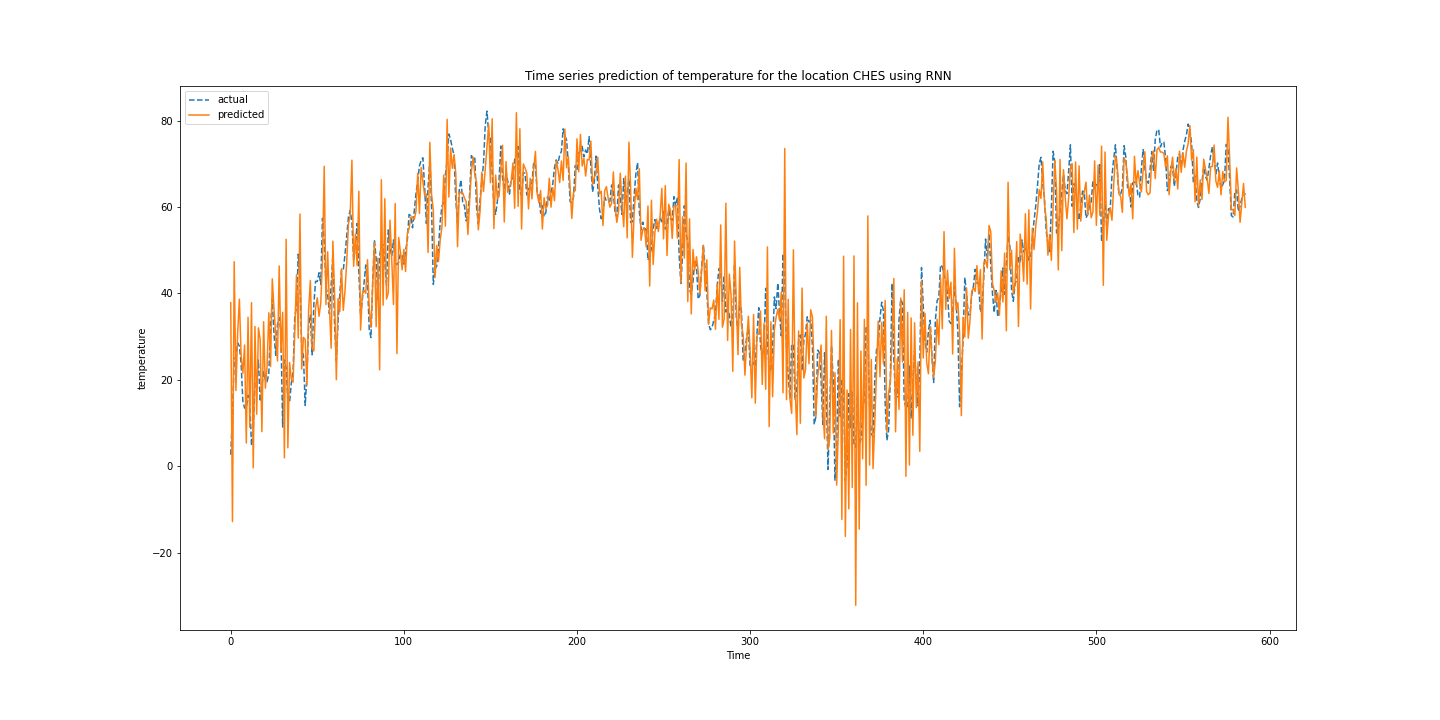 Time series prediction of temperature for the location CHES using RNN
actual
predicted
80
60
40
20
0
−20
temperature
0 100 200 300 400 500 600
Time